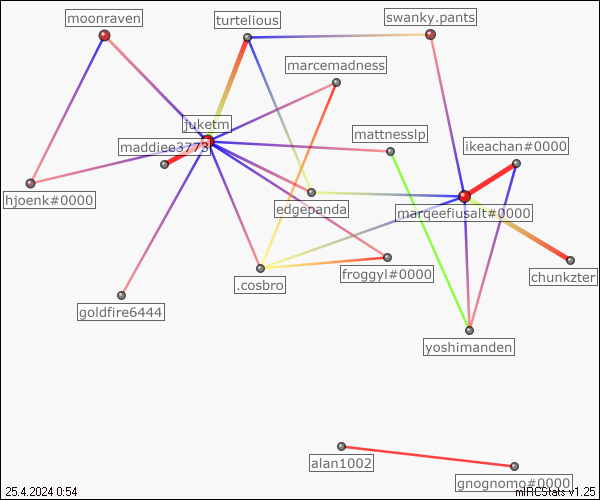 moonraven
turtelious
swanky.pants
marcemadness
juketm
mattnesslp
maddiee3773
ikeachan#0000
hjoenk#0000
edgepanda
marqeefiusalt#0000
froggyl#0000
chunkzter
.cosbro
goldfire6444
yoshimanden
alan1002
gnognomo#0000
25.4.2024 0:54
mIRCStats v1.25